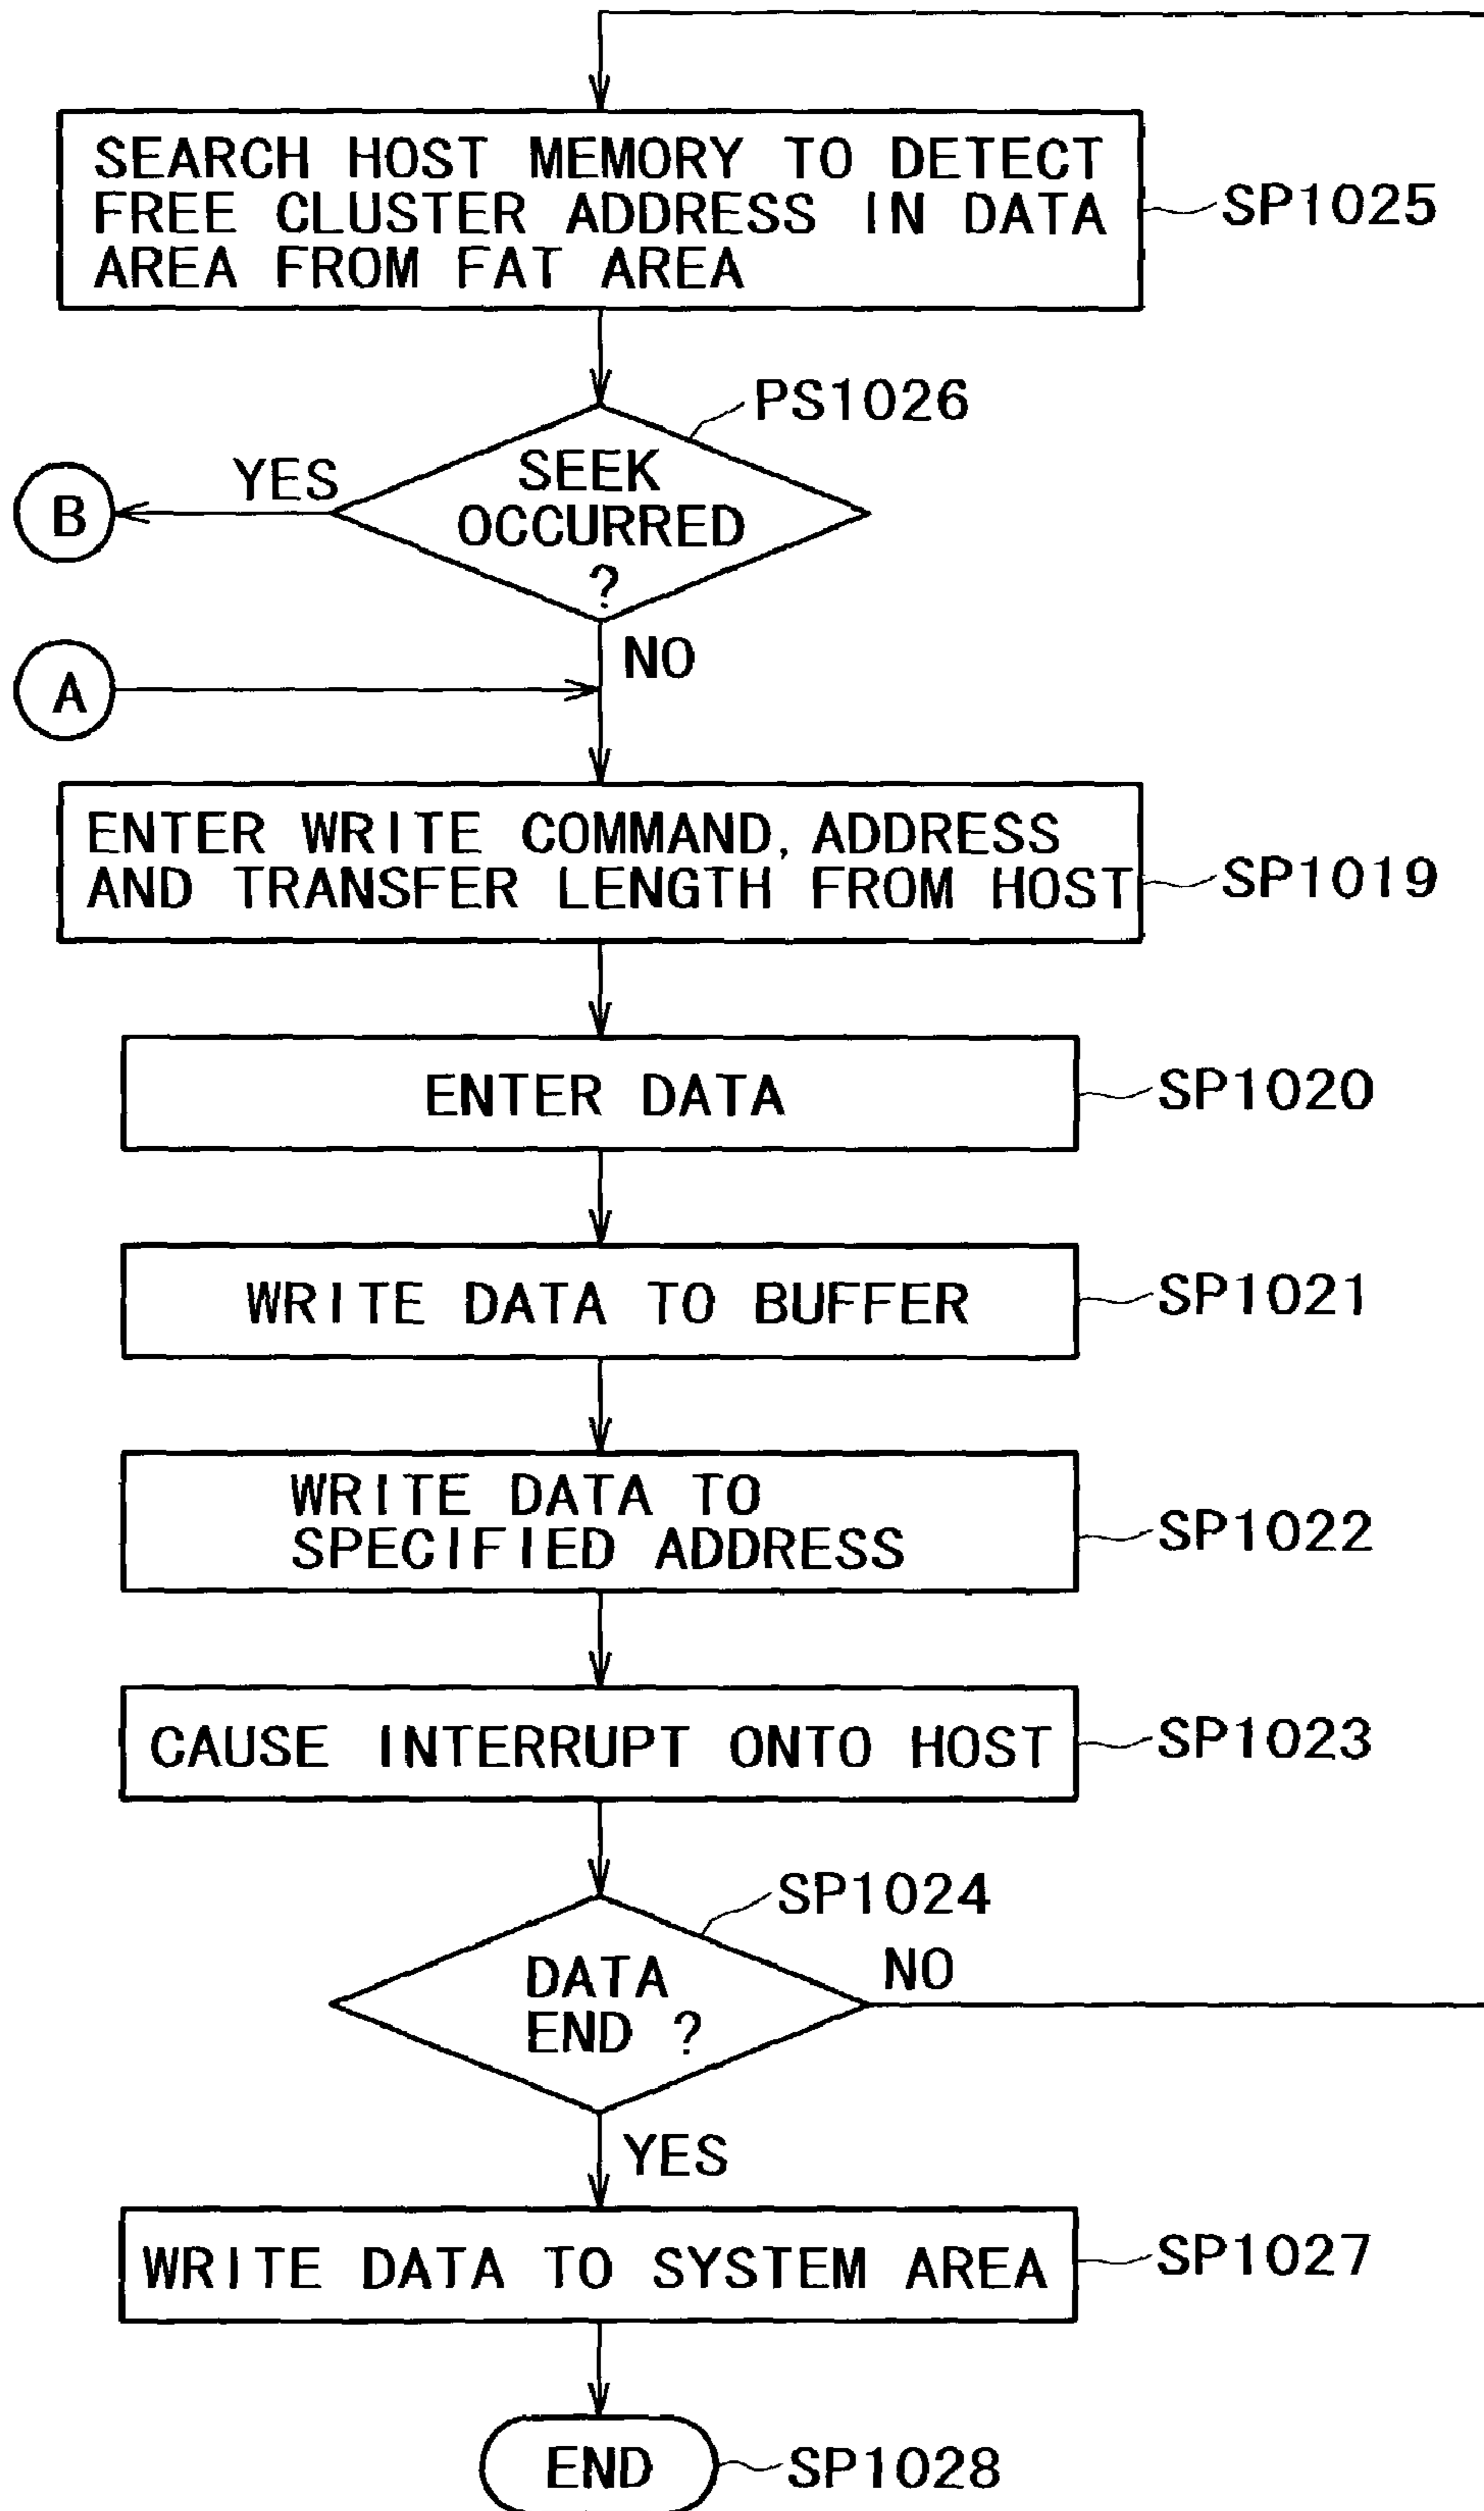 SEARCH HOST MEMORY TO DETECT
FREE CLUSTER ADDRESS IN DATA
AREA FROM FAT AREA
SP1025
PS1026
SEEK
OCCURRED
?
YES
B
NO
A
ENTER WRITE COMMAND, ADDRESS
AND TRANSFER LENGTH FROM HOST
SP1019
ENTER DATA
SP1020
WRITE DATA TO BUFFER
SP1021
WRITE DATA TO
SPECIFIED ADDRESS
SP1022
CAUSE INTERRUPT ONTO HOST
SP1023
SP1024
DATA
END ?
NO
YES
WRITE DATA TO SYSTEM AREA
SP1027
END
SP1028